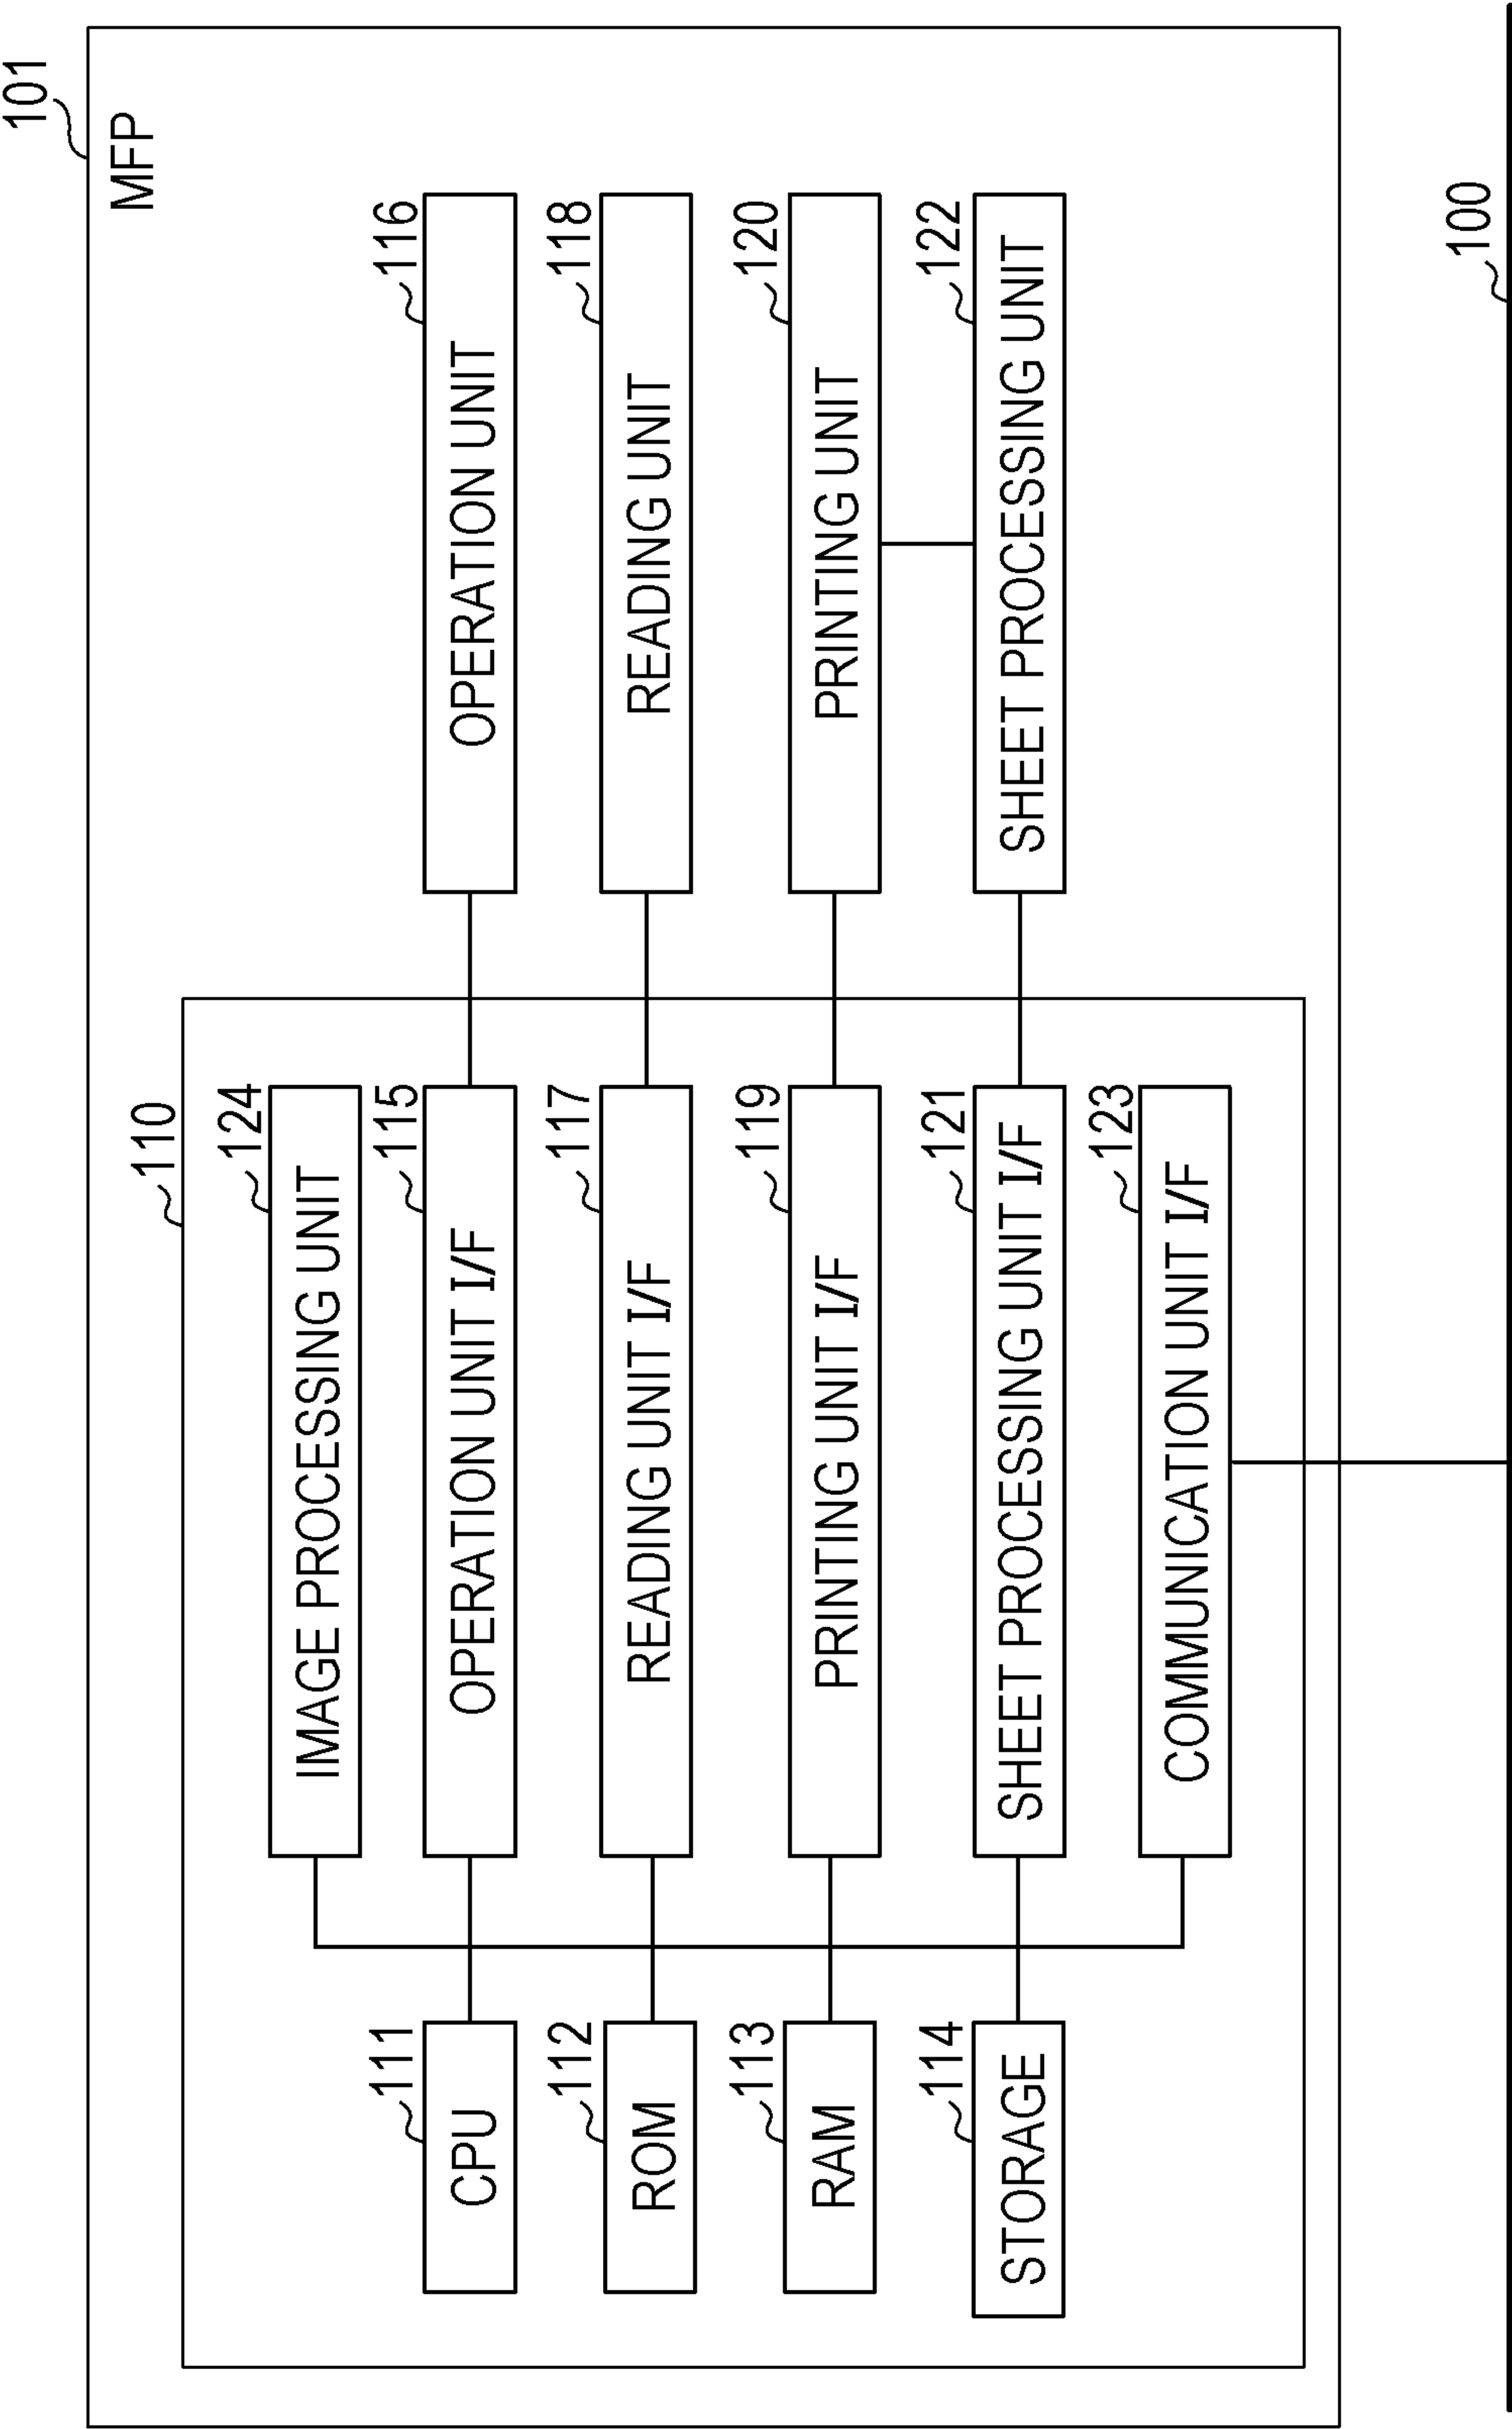 101
MFP
110
124
IMAGE PROCESSING UNIT
111
CPU
115
OPERATION UNIT I/F
116
OPERATION UNIT
112
ROM
117
READING UNIT I/F
118
READING UNIT
113
RAM
119
PRINTING UNIT I/F
120
PRINTING UNIT
114
STORAGE
121
SHEET PROCESSING UNIT I/F
122
SHEET PROCESSING UNIT
123
COMMUNICATION UNIT I/F
100